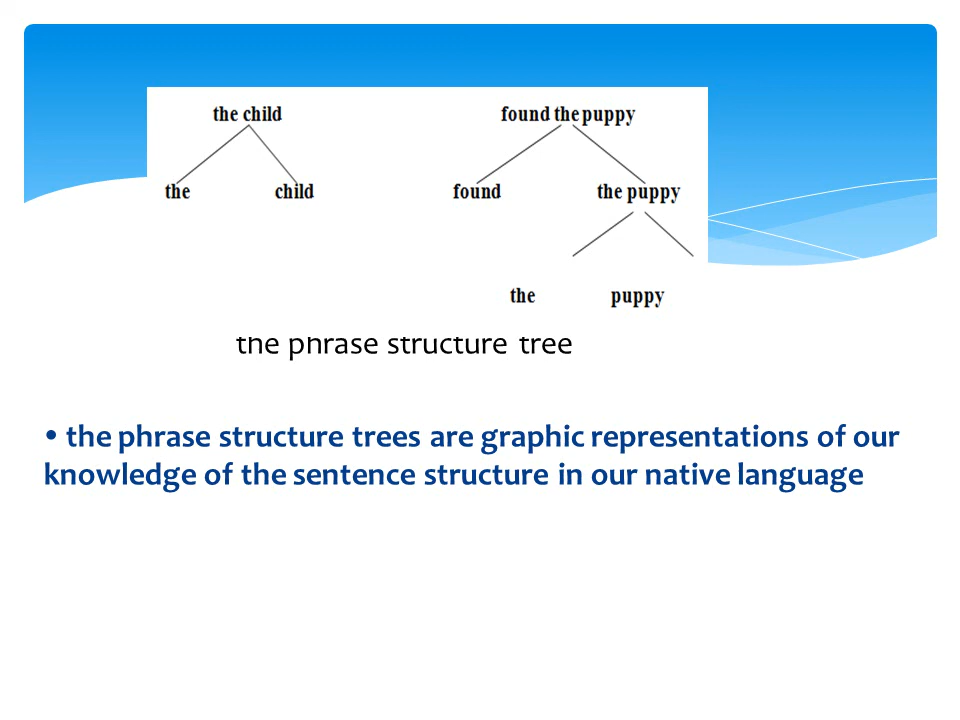 the child found the puppy
the child found the puppy
the puppy
the phrase structure tree
• the phrase structure trees are graphic representations of our
knowledge of the sentence structure in our native language